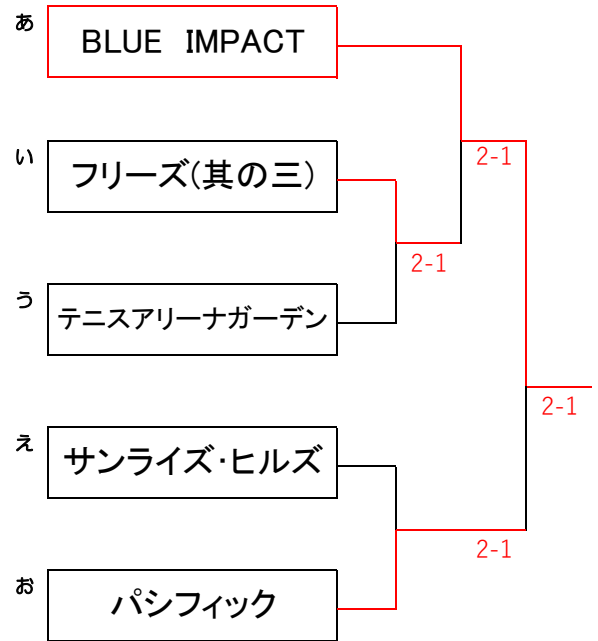 あ
BLUE IMPACT
い
フリーズ(其の三)
2-1
2-1
う
テニスアリーナガーデン
2-1
え
サンライズ・ヒルズ
2-1
お
パシフィック